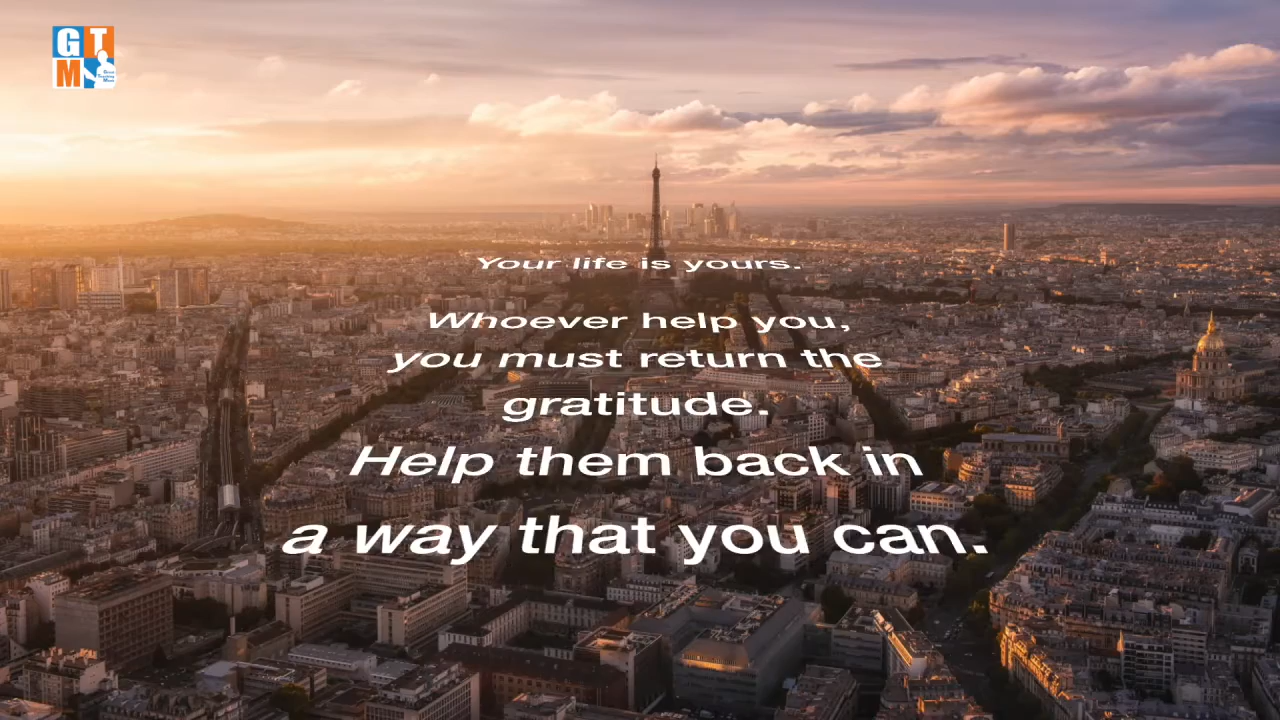 GT
M
Your life is yours.
Whoever help you,
you must return the
gratitude.
Help them back in
a way that you can.